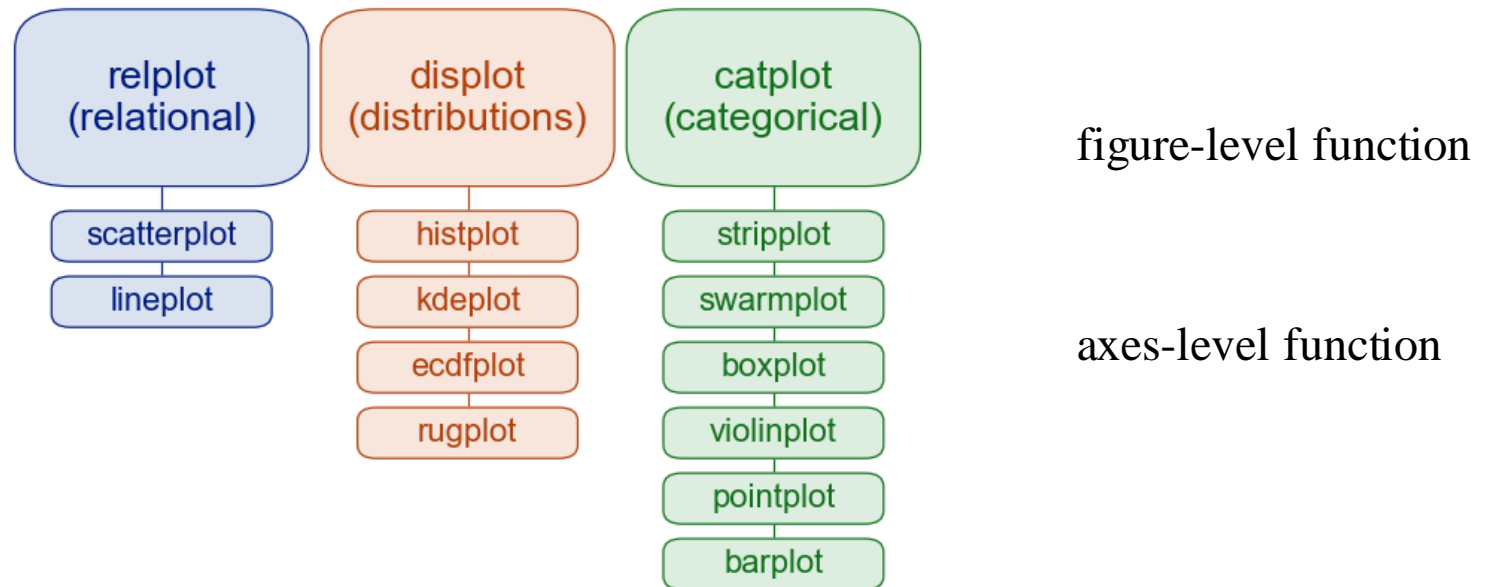 relplot
(relational)
scatterplot
lineplot
displot
(distributions)
histplot
kdeplot
ecdfplot
rugplot
catplot
(categorical)
stripplot
swarmplot
boxplot
violinplot
pointplot
barplot
figure-level function
axes-level function